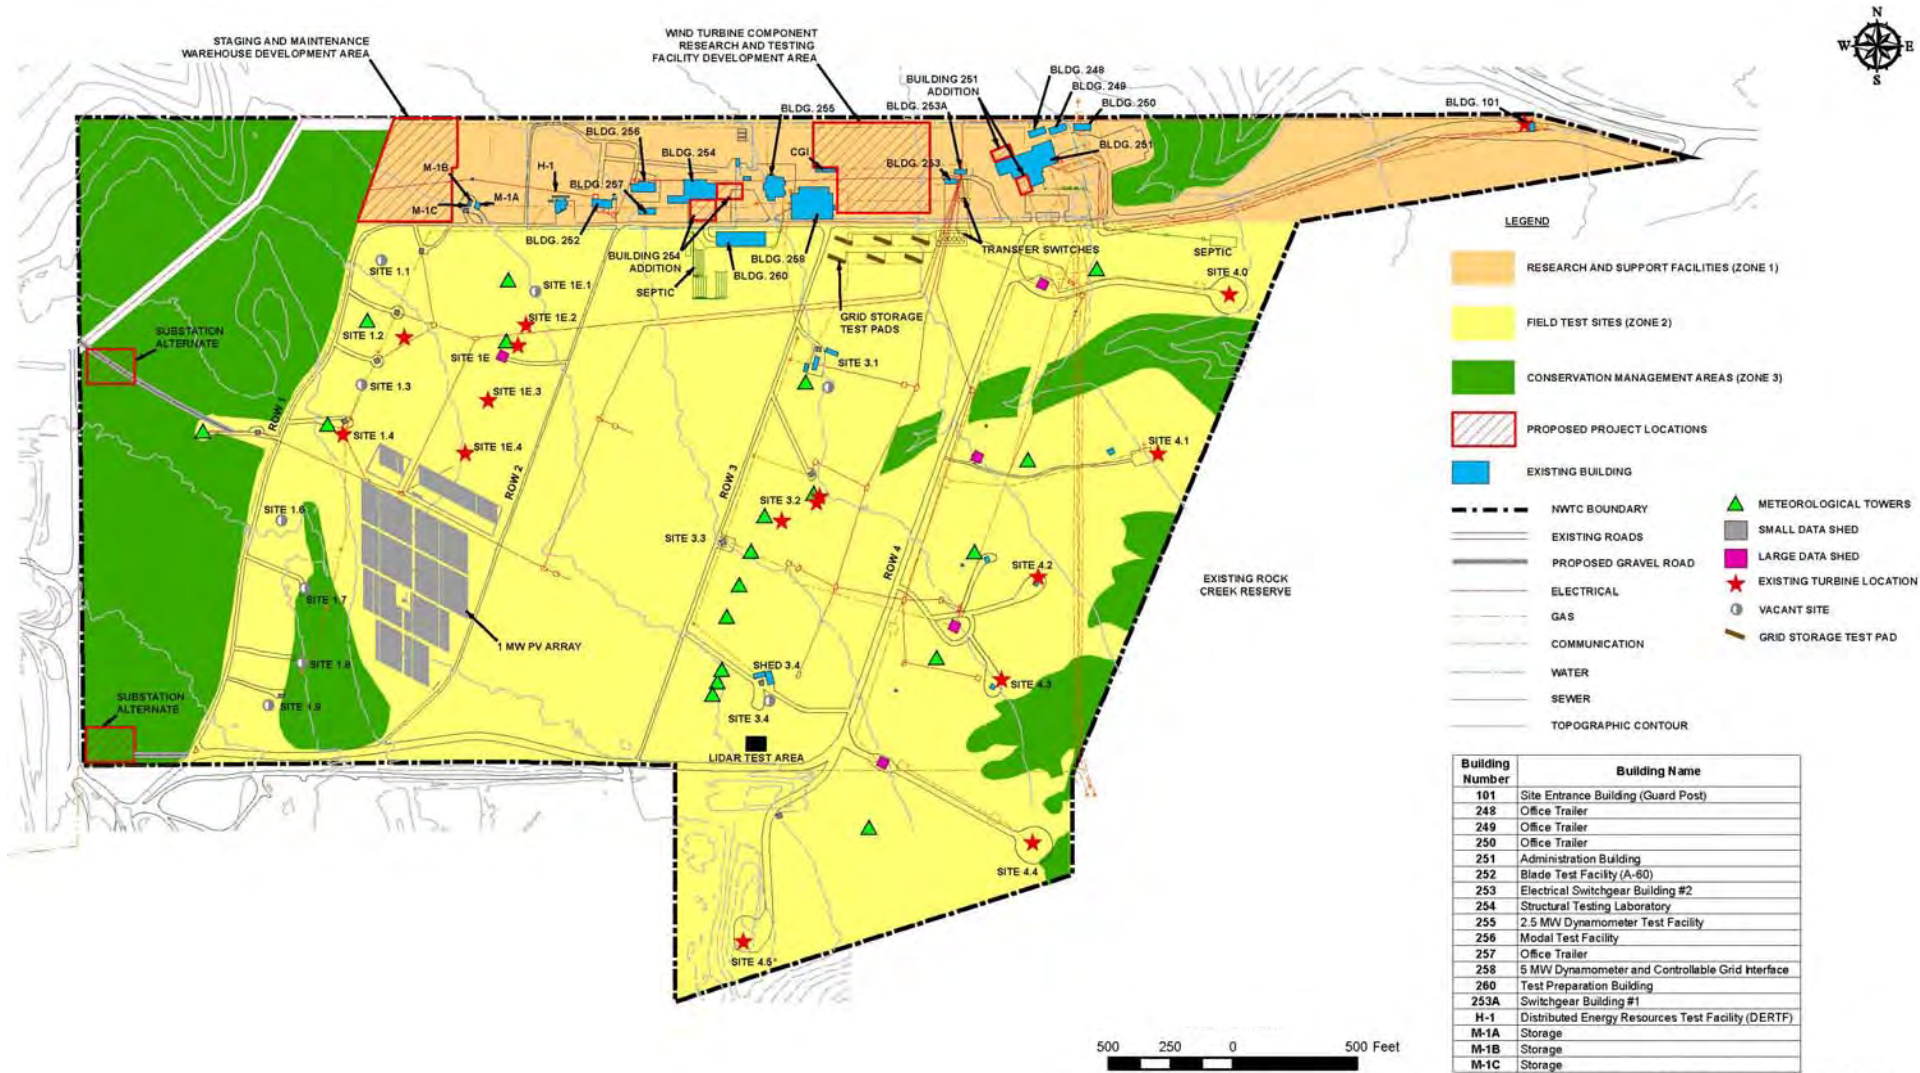 N
W
E
S
STAGING AND MAINTENANCE
WAREHOUSE DEVELOPMENT AREA
WIND TURBINE COMPONENT
RESEARCH AND TESTING
FACILITY DEVELOPMENT AREA
BUILDING 251
ADDITION
BLDG. 248
BLDG. 249
BLDG. 250
BLDG. 101
BLDG. 255
BLDG. 253A
BLDG. 256
BLDG. 254
CGI
BLDG. 253
BLDG. 251
M-1B
H-1
BLDG. 257
M-1A
M-1C
BLDG. 252
BUILDING 254
ADDITION
BLDG. 258
BLDG. 260
SEPTIC
TRANSFER SWITCHES
SEPTIC
SITE 4.0
SITE 1.1
SITE 1E.1
GRID STORAGE
TEST PADS
SUBSTATION
ALTERNATE
SITE 1.2
SITE 1E.2
SITE 1E
SITE 3.1
SITE 1.3
SITE 1E.3
ROW 1
SITE 1.4
SITE 1E.4
SITE 4.1
ROW 2
ROW 3
SITE 1.6
SITE 3.2
SITE 3.3
ROW 4
SITE 4.2
EXISTING ROCK
CREEK RESERVE
SITE 1.7
1 MW PV ARRAY
SITE 1.8
SHED 3.4
SITE 4.3
SUBSTATION
ALTERNATE
SITE 1.9
SITE 3.4
LIDAR TEST AREA
SITE 4.4
SITE 4.5*
500 250 0 500 Feet
LEGEND
RESEARCH AND SUPPORT FACILITIES (ZONE 1)
FIELD TEST SITES (ZONE 2)
CONSERVATION MANAGEMENT AREAS (ZONE 3)
PROPOSED PROJECT LOCATIONS
EXISTING BUILDING
NWTC BOUNDARY
EXISTING ROADS
PROPOSED GRAVEL ROAD
ELECTRICAL
GAS
COMMUNICATION
WATER
SEWER
TOPOGRAPHIC CONTOUR
METEOROLOGICAL TOWERS
SMALL DATA SHED
LARGE DATA SHED
EXISTING TURBINE LOCATION
VACANT SITE
GRID STORAGE TEST PAD
Building Number Building Name
101 Site Entrance Building (Guard Post)
248 Office Trailer
249 Office Trailer
250 Office Trailer
251 Administration Building
252 Blade Test Facility (A-60)
253 Electrical Switchgear Building #2
254 Structural Testing Laboratory
255 2.5 MW Dynamometer Test Facility
256 Modal Test Facility
257 Office Trailer
258 5 MW Dynamometer and Controllable Grid Interface
260 Test Preparation Building
253A Switchgear Building #1
H-1 Distributed Energy Resources Test Facility (DERTF)
M-1A Storage
M-1B Storage
M-1C Storage